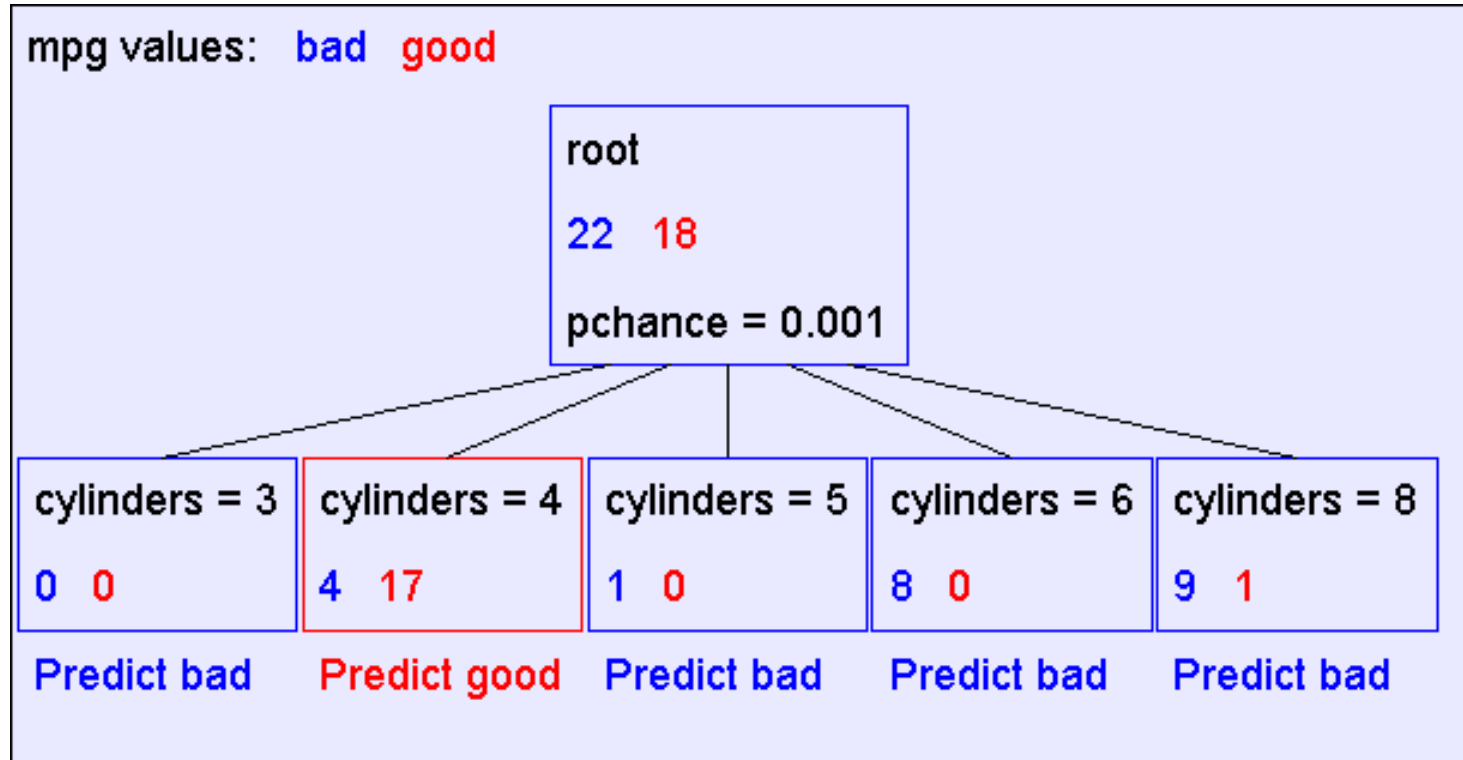 mpg values: bad good
root
22 18
pchance = 0.001
cylinders = 3
0 0
Predict bad
cylinders = 4
4 17
Predict good
cylinders = 5
1 0
Predict bad
cylinders = 6
8 0
Predict bad
cylinders = 8
9 1
Predict bad